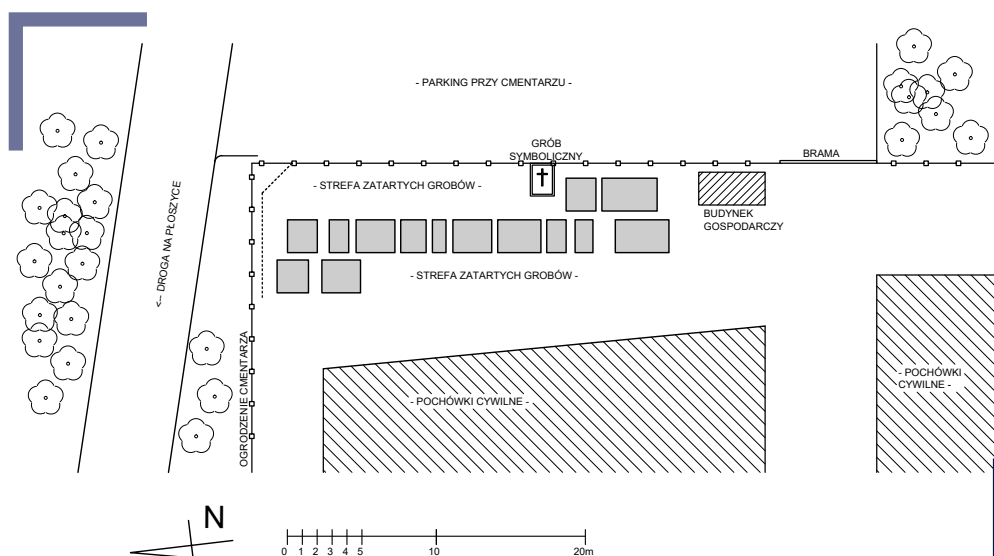 - PARKING PRZY CMENTARZU -
GRÓB
SYMBOLICZNY
BRAMA
- STREFA ZATARTYCH GROBÓW -
BUDYNEK
GOSPODARCZY
<-- DROGA NA PŁOSZYCE
- STREFA ZATARTYCH GROBÓW -
OGRODZENIE CMENTARZA
- POCHÓWKI
CYWILNE -
- POCHÓWKI CYWILNE -
N
0 1 2 3 4 5 10 20m